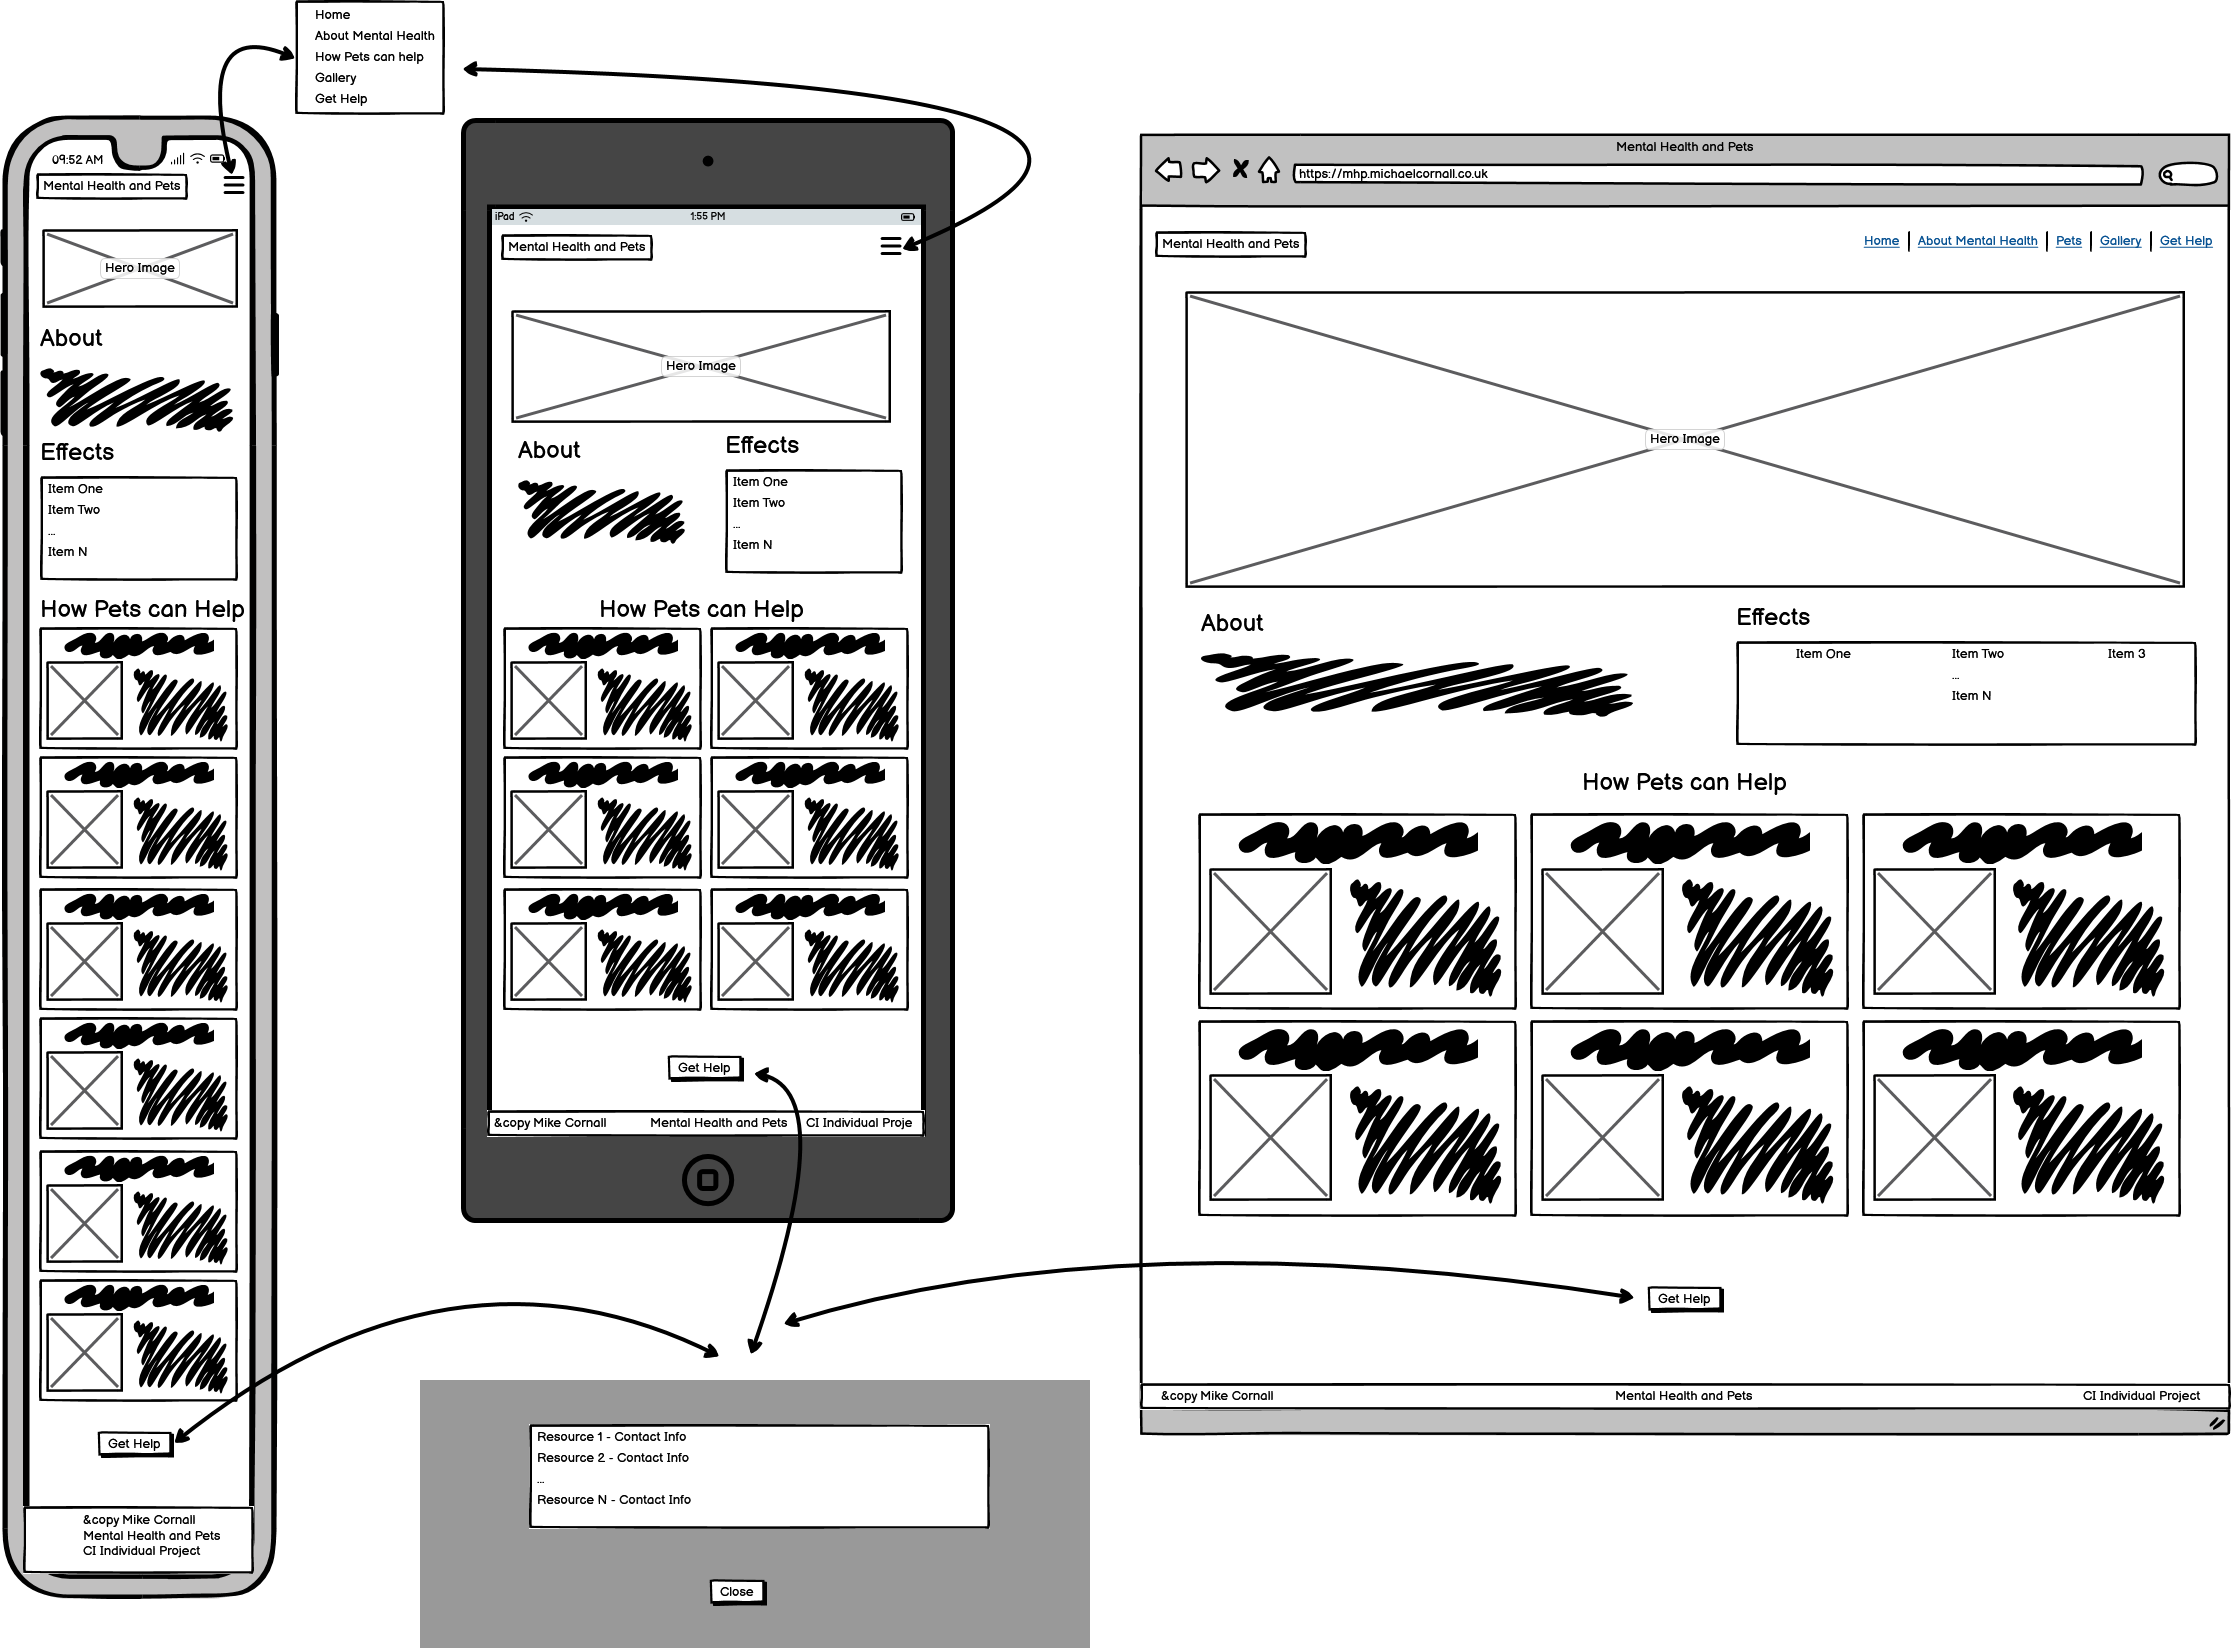 Home
About Mental Health
How Pets can help
Gallery
Get Help
09:52 AM
Mental Health and Pets
Hero Image
About
Effects
Item One
Item Two
...
Item N
How Pets can Help
Get Help
&copy Mike Cornall
Mental Health and Pets
CI Individual Project
iPad
1:55 PM
Mental Health and Pets
Hero Image
About
Effects
Item One
Item Two
...
Item N
How Pets can Help
Get Help
&copy Mike Cornall Mental Health and Pets CI Individual Proje
Resource 1 - Contact Info
Resource 2 - Contact Info
...
Resource N - Contact Info
Close
Mental Health and Pets
https://mhp.michaelcornall.co.uk
Mental Health and Pets
Home About Mental Health Pets Gallery Get Help
Hero Image
About
Effects
Item One Item Two Item 3
...
Item N
How Pets can Help
Get Help
&copy Mike Cornall Mental Health and Pets CI Individual Project